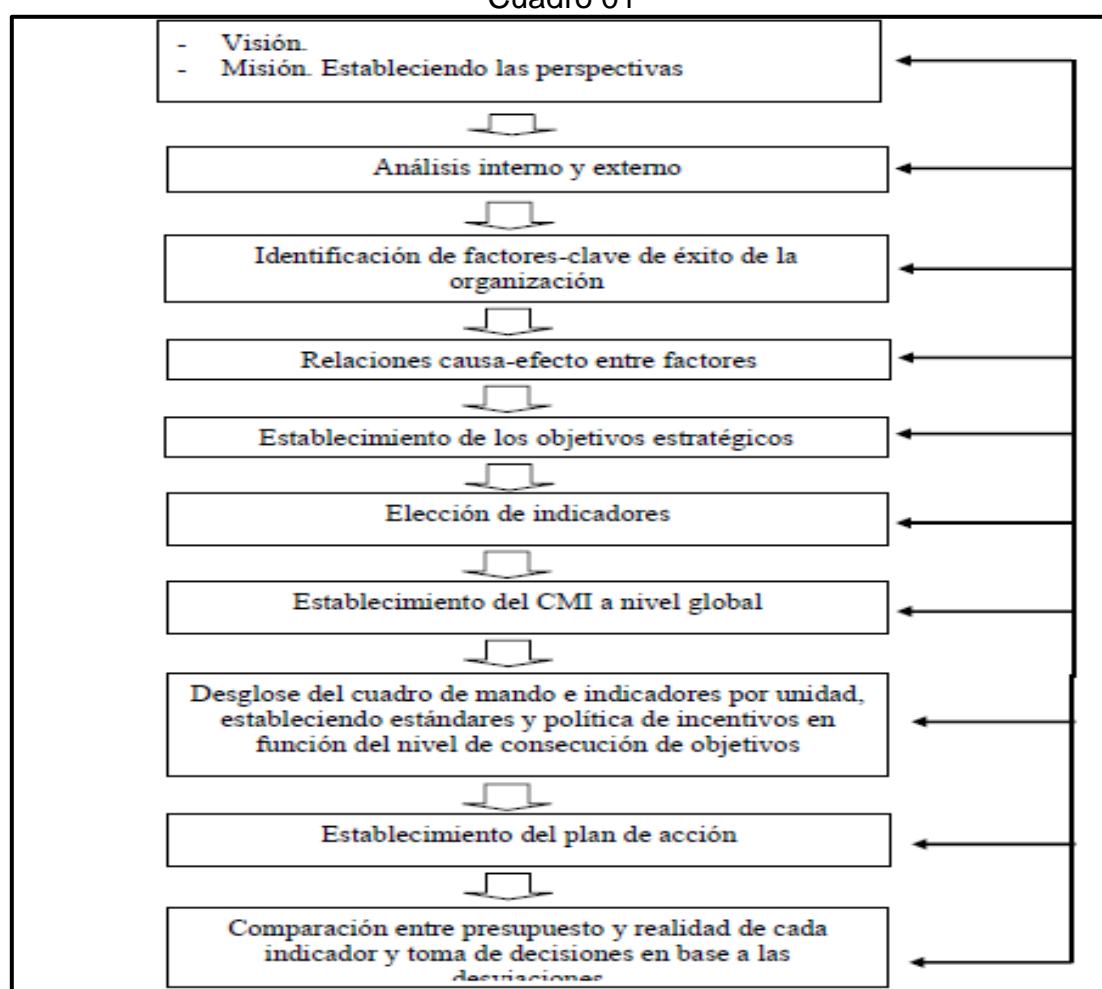 Cuadro 01
- Visión.
- Misión. Estableciendo las perspectivas
Análisis interno y externo
Identificación de factores-clave de éxito de la
organización
Relaciones causa-efecto entre factores
Establecimiento de los objetivos estratégicos
Elección de indicadores
Establecimiento del CMI a nivel global
Desglose del cuadro de mando e indicadores por unidad,
estableciendo estándares y política de incentivos en
función del nivel de consecución de objetivos
Establecimiento del plan de acción
Comparación entre presupuesto y realidad de cada
indicador y toma de decisiones en base a las
desviaciones